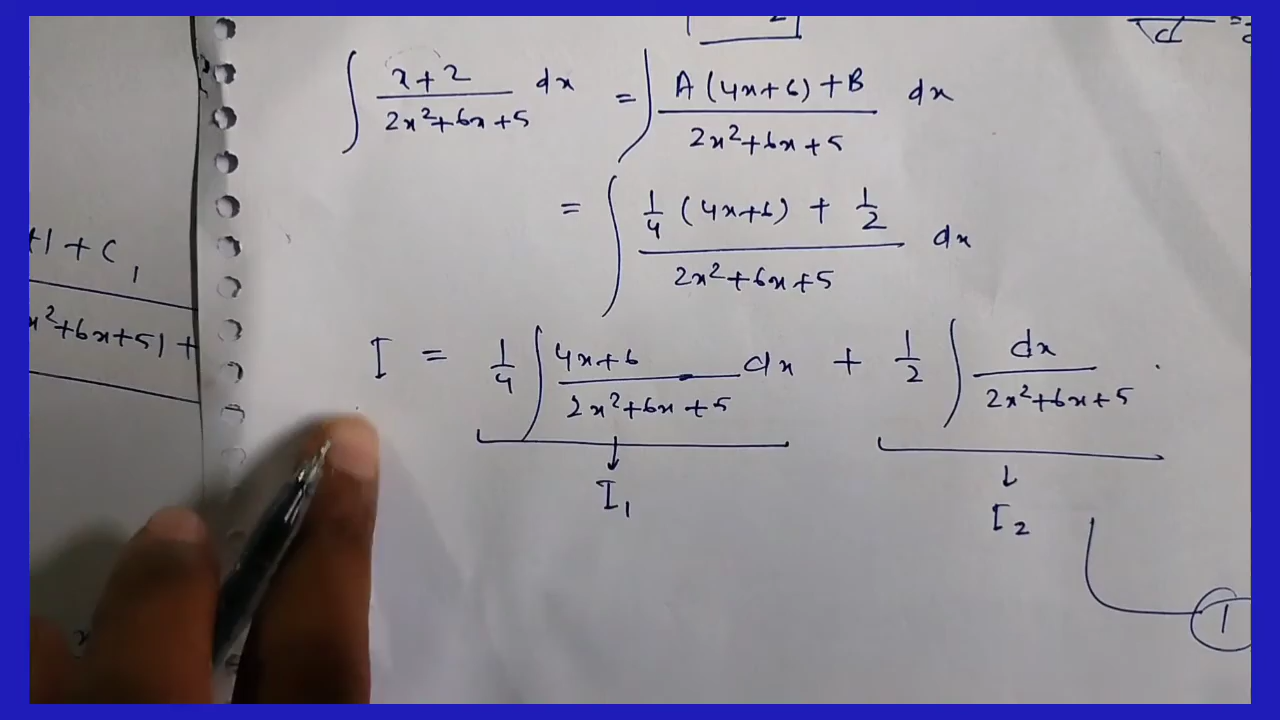 ∫ x+2 / 2x²+6x+5 dx = ∫ A(4x+6)+B / 2x²+6x+5 dx
= ∫ 1/4 (4x+6) + 1/2 / 2x²+6x+5 dx
+1 + C₁
x²+6x+5| +
I = 1/4 ∫ 4x+6 / 2x²+6x+5 dx + 1/2 ∫ dx / 2x²+6x+5
↓ ↓
I₁ I₂
1